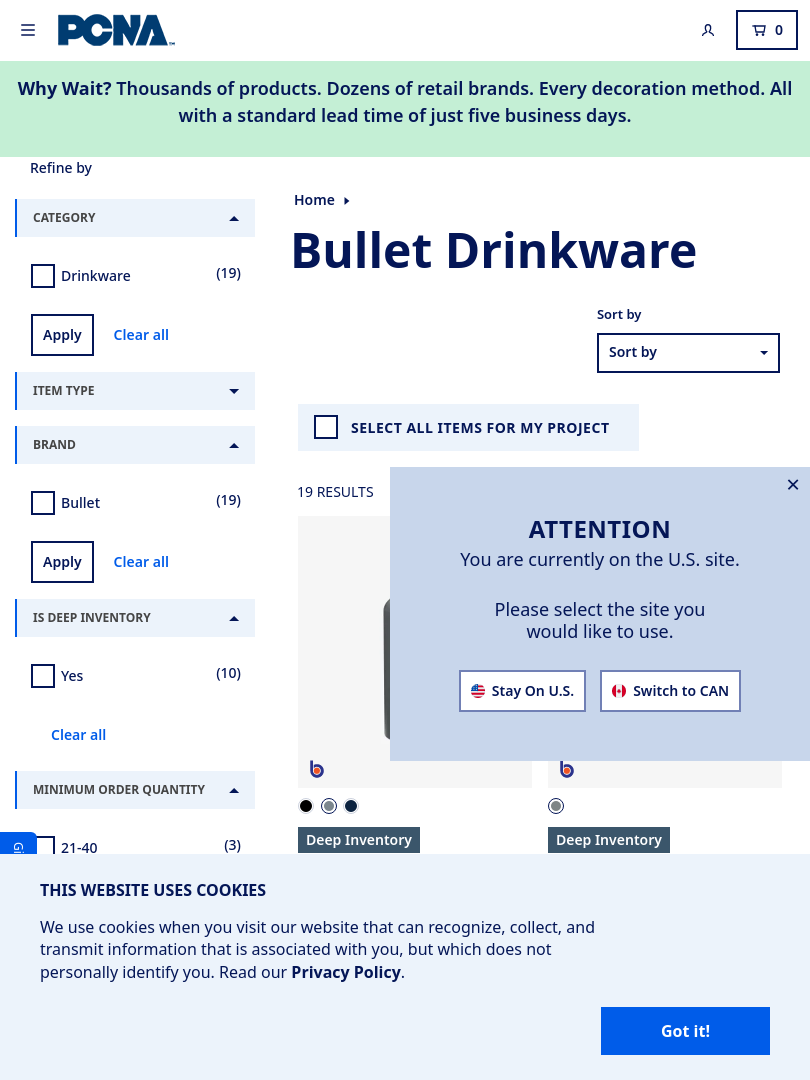 PCNA
0
Why Wait? Thousands of products. Dozens of retail brands. Every decoration method. All
with a standard lead time of just five business days.
Refine by
CATEGORY
Drinkware
(19)
Apply
Clear all
ITEM TYPE
BRAND
Bullet
(19)
Apply
Clear all
IS DEEP INVENTORY
Yes
(10)
Clear all
MINIMUM ORDER QUANTITY
21-40
(3)
Home
Bullet Drinkware
Sort by
Sort by
SELECT ALL ITEMS FOR MY PROJECT
19 RESULTS
ATTENTION
You are currently on the U.S. site.
Please select the site you
would like to use.
Stay On U.S.
Switch to CAN
Deep Inventory
Deep Inventory
THIS WEBSITE USES COOKIES
We use cookies when you visit our website that can recognize, collect, and
transmit information that is associated with you, but which does not
personally identify you. Read our Privacy Policy.
Got it!